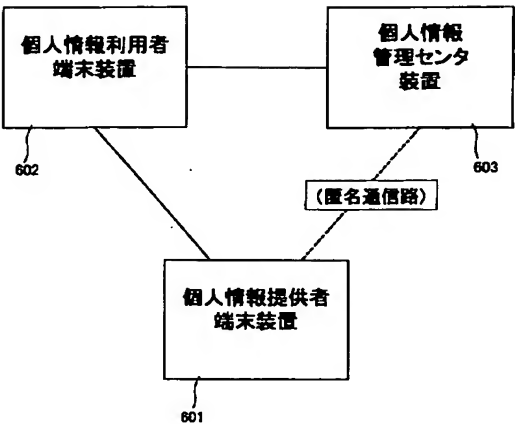 個人情報利用者
端末装置
602
個人情報
管理センタ
装置
603
(匿名通信路)
個人情報提供者
端末装置
601